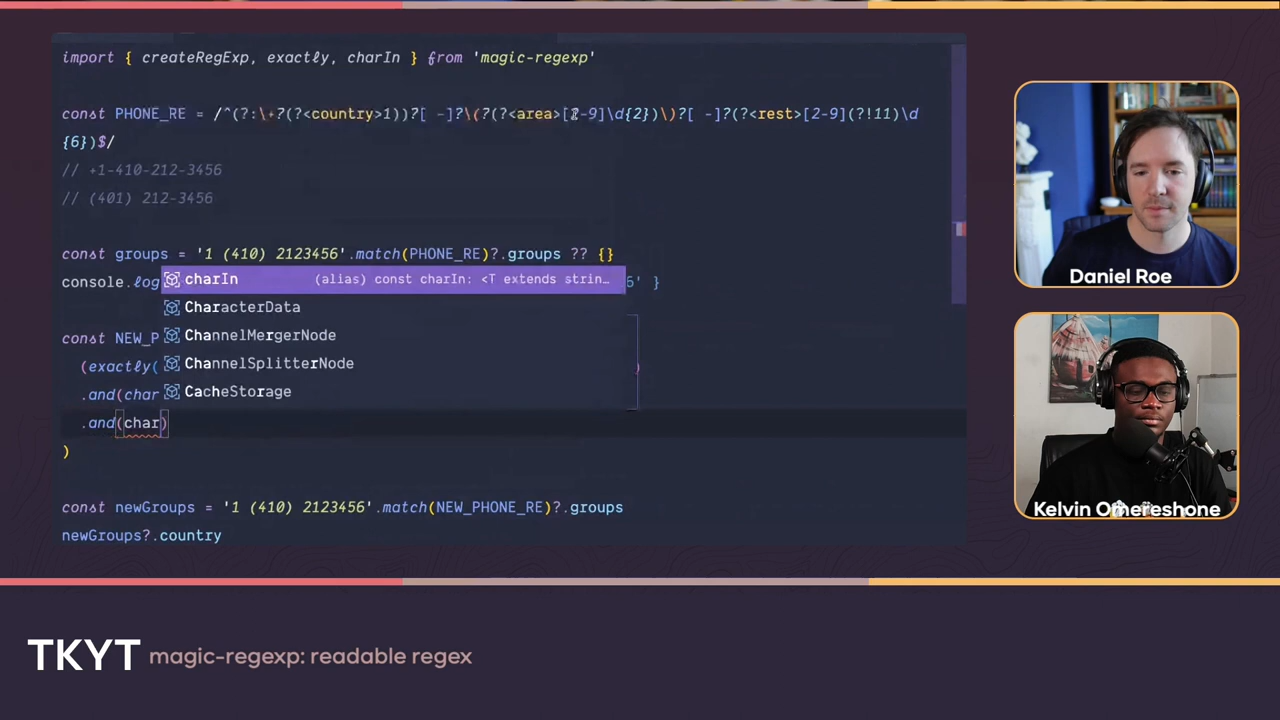 import { createRegExp, exactly, charIn } from 'magic-regexp'
const PHONE_RE = /^(?:\+?(?<country>1))?[ -]?\(?(?<area>[2-9]\d{2})\)?[ -]?(?<rest>[2-9](?!11)\d
{6})$/
// +1-410-212-3456
// (401) 212-3456
const groups = '1 (410) 2123456'.match(PHONE_RE)?.groups ?? {}
console.log 6' }
charIn (alias) const charIn: <T extends strin…
CharacterData
ChannelMergerNode
ChannelSplitterNode
CacheStorage
const NEW_P
(exactly( )
.and(char
.and(char)
)
const newGroups = '1 (410) 2123456'.match(NEW_PHONE_RE)?.groups
newGroups?.country
Daniel Roe
Kelvin Omereshone
TKYT magic-regexp: readable regex